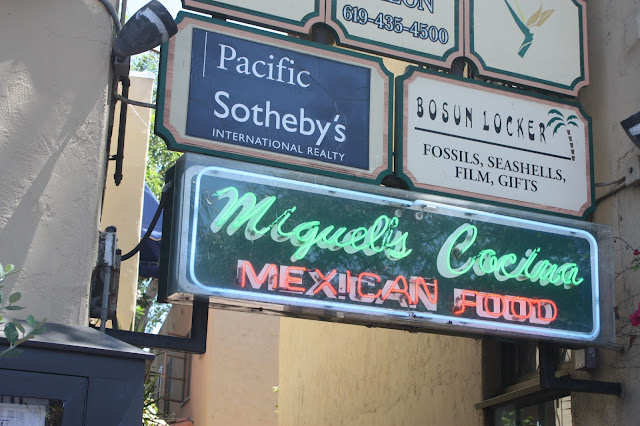 619-435-4500
Pacific
Sotheby's
INTERNATIONAL REALTY
BOSUN LOCKER
FOSSILS, SEASHELLS,
FILM, GIFTS
Miguel's Cocina
MEXICAN FOOD